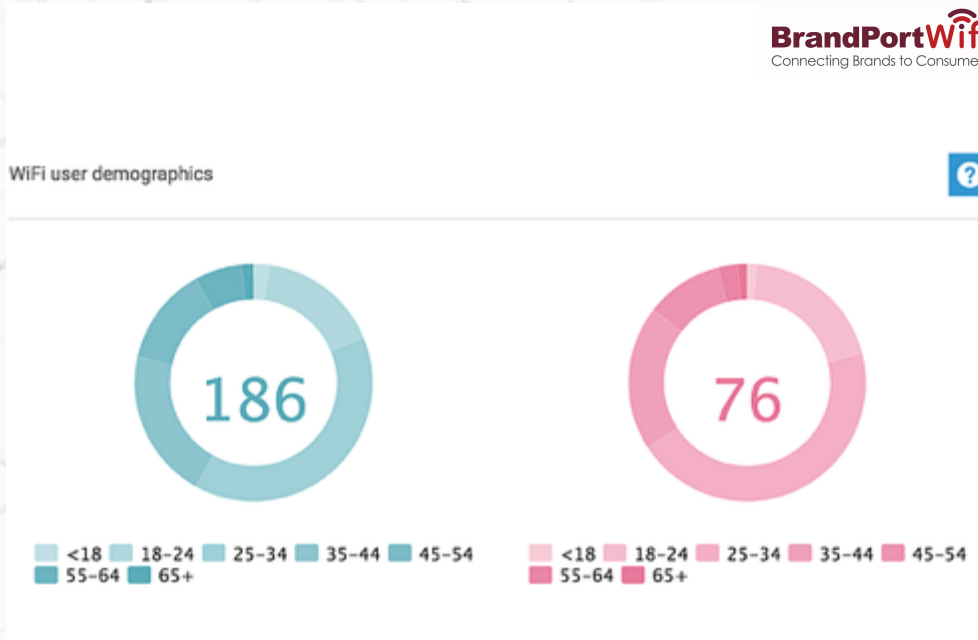 BrandPortWif
Connecting Brands to Consume
WiFi user demographics
?
186
76
<18 18-24 25-34 35-44 45-54
55-64 65+
<18 18-24 25-34 35-44 45-54
55-64 65+